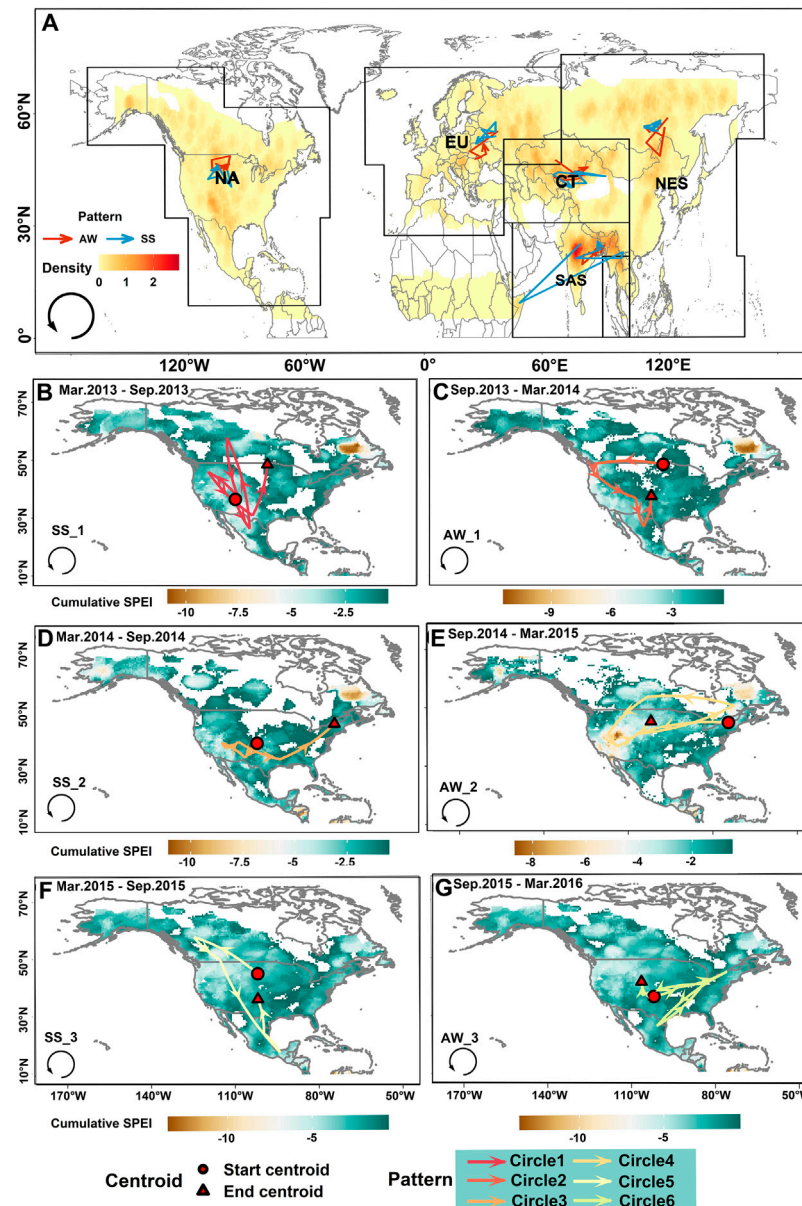 A
60°N
30°N
0°
EU
NA
CT
NES
SAS
Pattern
AW SS
Density
0 1 2
120°W 60°W 0° 60°E 120°E
B Mar.2013 - Sep.2013
C Sep.2013 - Mar.2014
70°N
50°N
30°N
10°N
SS_1
AW_1
Cumulative SPEI
-10 -7.5 -5 -2.5
-9 -6 -3
D Mar.2014 - Sep.2014
E Sep.2014 - Mar.2015
70°N
50°N
30°N
10°N
SS_2
AW_2
Cumulative SPEI
-10 -7.5 -5 -2.5
-8 -6 -4 -2
F Mar.2015 - Sep.2015
G Sep.2015 - Mar.2016
70°N
50°N
30°N
10°N
SS_3
AW_3
170°W 140°W 110°W 80°W 50°W
170°W 140°W 110°W 80°W 50°W
Cumulative SPEI
-10 -5
-10 -5
Centroid
Start centroid
End centroid
Pattern
Circle1 Circle4
Circle2 Circle5
Circle3 Circle6